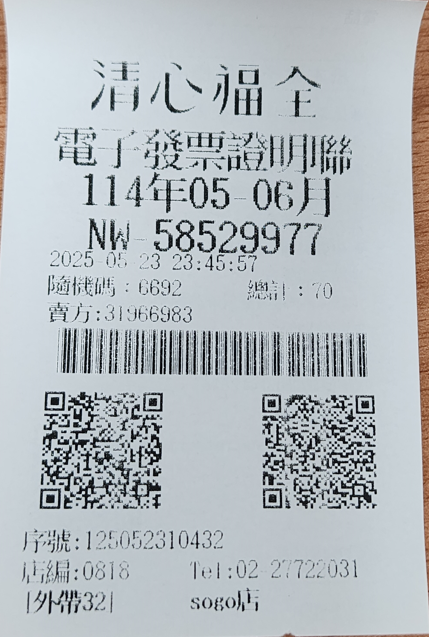 清心福全
電子發票證明聯
114年05-06月
NW-58529977
2025-05-23 23:45:57
隨機碼：6692 總計：70
賣方:31966983
序號:125052310432
店編:0818 Tel:02-27722031
[外帶32] sogo店